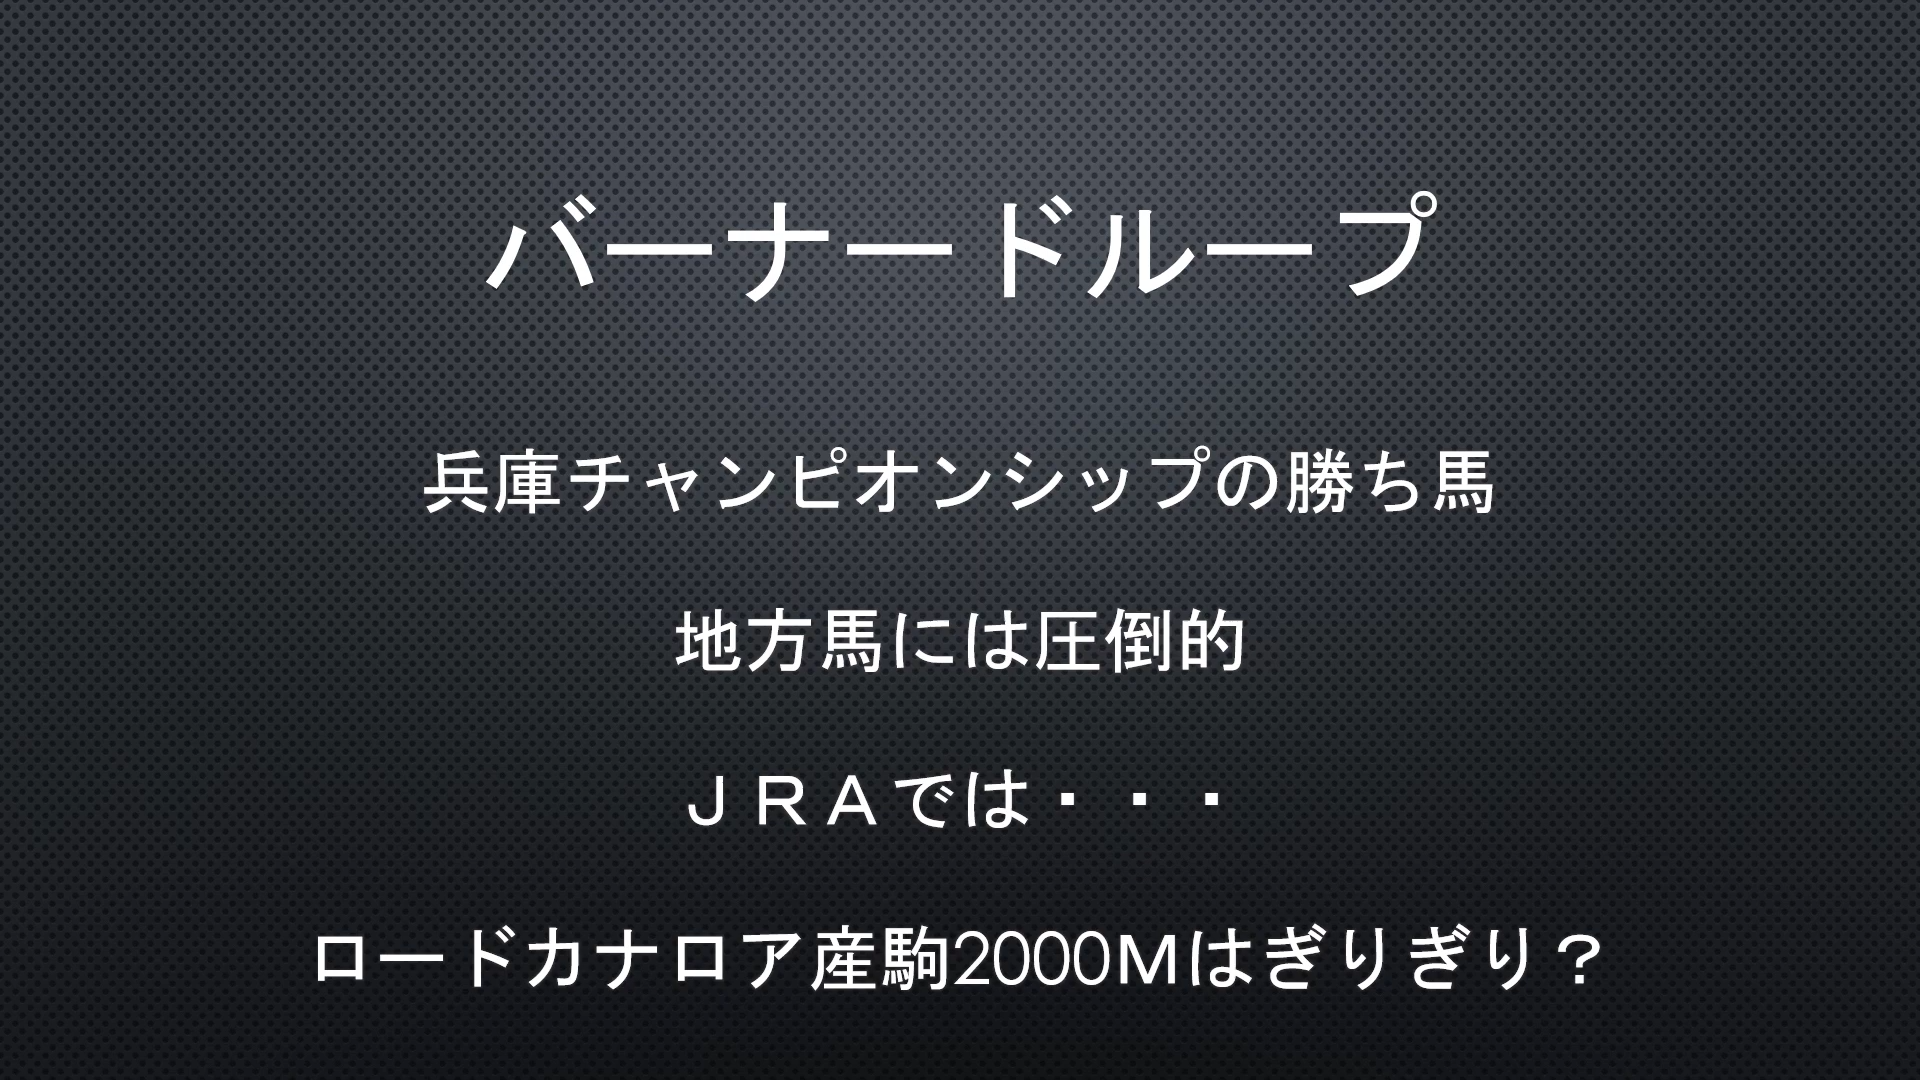 バーナードループ
兵庫チャンピオンシップの勝ち馬
地方馬には圧倒的
ＪＲＡでは・・・
ロードカナロア産駒2000Mはぎりぎり？